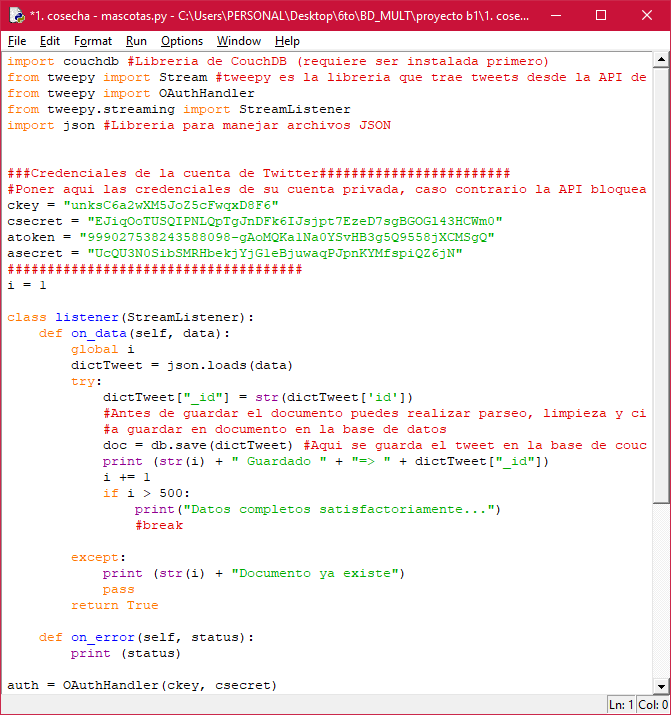 *1. cosecha - mascotas.py - C:\Users\PERSONAL\Desktop\6to\BD_MULT\proyecto b1\1. cose...
File Edit Format Run Options Window Help
import couchdb #Libreria de CouchDB (requiere ser instalada primero)
from tweepy import Stream #tweepy es la libreria que trae tweets desde la API de
from tweepy import OAuthHandler
from tweepy.streaming import StreamListener
import json #Libreria para manejar archivos JSON
###Credenciales de la cuenta de Twitter########################
#Poner aqui las credenciales de su cuenta privada, caso contrario la API bloquea
ckey = "unksC6a2wXM5JoZ5cFwqxD8F6"
csecret = "EJiqOoTUSQIPNLQpTgJnDFk6IJsjpt7EzeD7sgBGOGl43HCWm0"
atoken = "999027538243588098-gAoMQKalNa0YSvHB3g5Q9558jXCMSgQ"
asecret = "UcQU3N0SibSMRHbekjYjGleBjuwaqPJpnKYMfspiQZ6jN"
#####################################
i = 1
class listener(StreamListener):
    def on_data(self, data):
        global i
        dictTweet = json.loads(data)
        try:
            dictTweet["_id"] = str(dictTweet['id'])
            #Antes de guardar el documento puedes realizar parseo, limpieza y ci
            #a guardar en documento en la base de datos
            doc = db.save(dictTweet) #Aqui se guarda el tweet en la base de couc
            print (str(i) + " Guardado " + "=> " + dictTweet["_id"])
            i += 1
            if i > 500:
                print("Datos completos satisfactoriamente...")
                #break
        except:
            print (str(i) + "Documento ya existe")
            pass
        return True
    def on_error(self, status):
        print (status)
auth = OAuthHandler(ckey, csecret)
Ln: 1 Col: 0